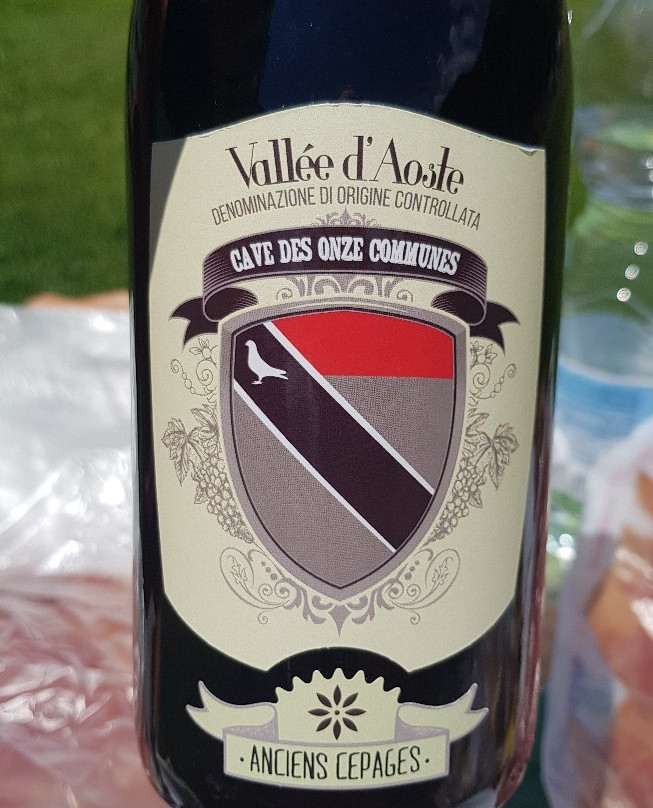 Vallée d'Aoste
DENOMINAZIONE DI ORIGINE CONTROLLATA
CAVE DES ONZE COMMUNES
·ANCIENS CEPAGES·